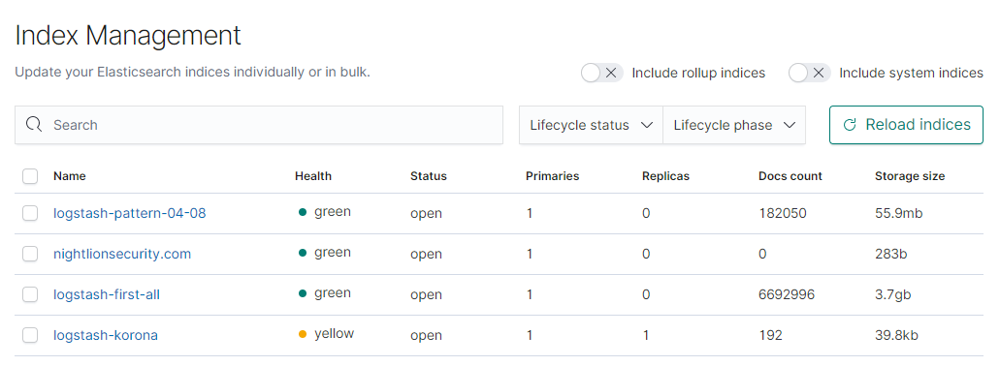 Index Management
Update your Elasticsearch indices individually or in bulk.
Include rollup indices Include system indices
Search Lifecycle status Lifecycle phase Reload indices
Name Health Status Primaries Replicas Docs count Storage size
logstash-pattern-04-08 green open 1 0 182050 55.9mb
nightlionsecurity.com green open 1 0 0 283b
logstash-first-all green open 1 0 6692996 3.7gb
logstash-korona yellow open 1 1 192 39.8kb